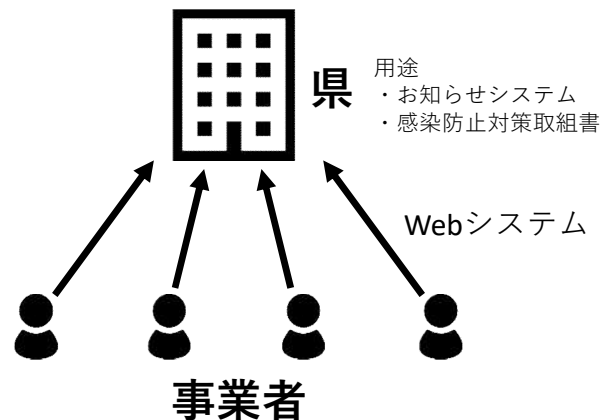 県
用途
・お知らせシステム
・感染防止対策取組書
Webシステム
事業者